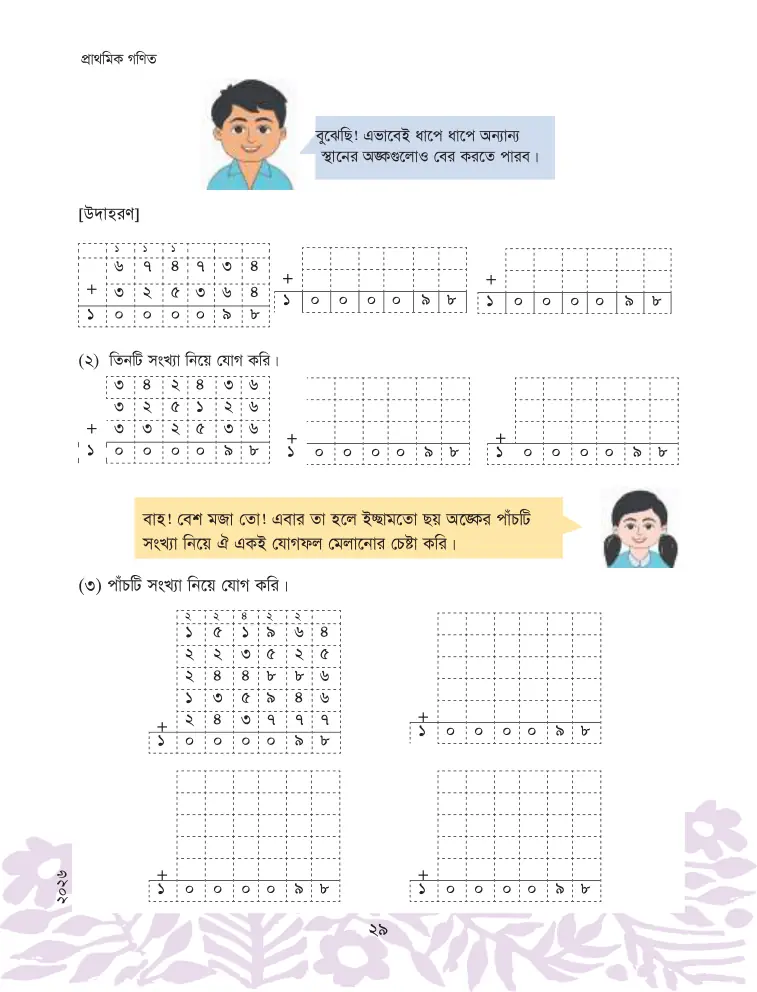 প্রাথমিক গণিত
বুঝেছি! এভাবেই ধাপে ধাপে অন্যান্য
স্থানের অঙ্কগুলোও বের করতে পারব।
[উদাহরণ]
১ ১ ১
৬ ৭ ৪ ৭ ৩ ৪
+ ৩ ২ ৫ ৩ ৬ ৪
১ ০ ০ ০ ০ ৯ ৮
+
১ ০ ০ ০ ০ ৯ ৮
+
১ ০ ০ ০ ০ ৯ ৮
(২) তিনটি সংখ্যা নিয়ে যোগ করি।
৩ ৪ ২ ৪ ৩ ৬
৩ ২ ৫ ১ ২ ৬
+ ৩ ৩ ২ ৫ ৩ ৬
১ ০ ০ ০ ০ ৯ ৮
+
১ ০ ০ ০ ০ ৯ ৮
+
১ ০ ০ ০ ০ ৯ ৮
বাহ! বেশ মজা তো! এবার তা হলে ইচ্ছামতো ছয় অঙ্কের পাঁচটি
সংখ্যা নিয়ে ঐ একই যোগফল মেলানোর চেষ্টা করি।
(৩) পাঁচটি সংখ্যা নিয়ে যোগ করি।
২ ২ ৪ ২ ২
১ ৫ ১ ৯ ৬ ৪
২ ২ ৩ ৫ ২ ৫
২ ৪ ৪ ৮ ৮ ৬
১ ৩ ৫ ৯ ৪ ৬
+ ২ ৪ ৩ ৭ ৭ ৭
১ ০ ০ ০ ০ ৯ ৮
+
১ ০ ০ ০ ০ ৯ ৮
+
১ ০ ০ ০ ০ ৯ ৮
+
১ ০ ০ ০ ০ ৯ ৮
২০২৬
২৯